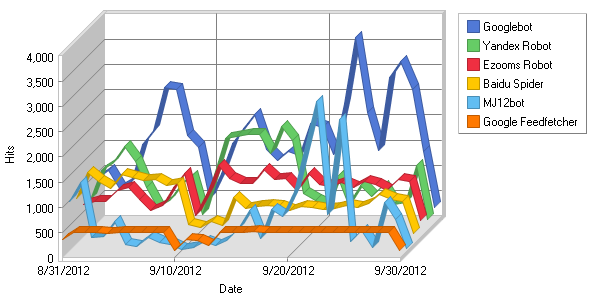 4,000
3,500
3,000
2,500
2,000
1,500
1,000
500
0
Hits
8/31/2012 9/10/2012 9/20/2012 9/30/2012
Date
Googlebot
Yandex Robot
Ezooms Robot
Baidu Spider
MJ12bot
Google Feedfetcher